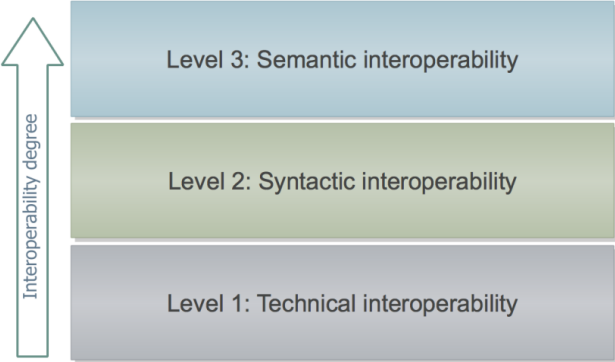 Level 3: Semantic interoperability
Level 2: Syntactic interoperability
Level 1: Technical interoperability
Interoperability degree